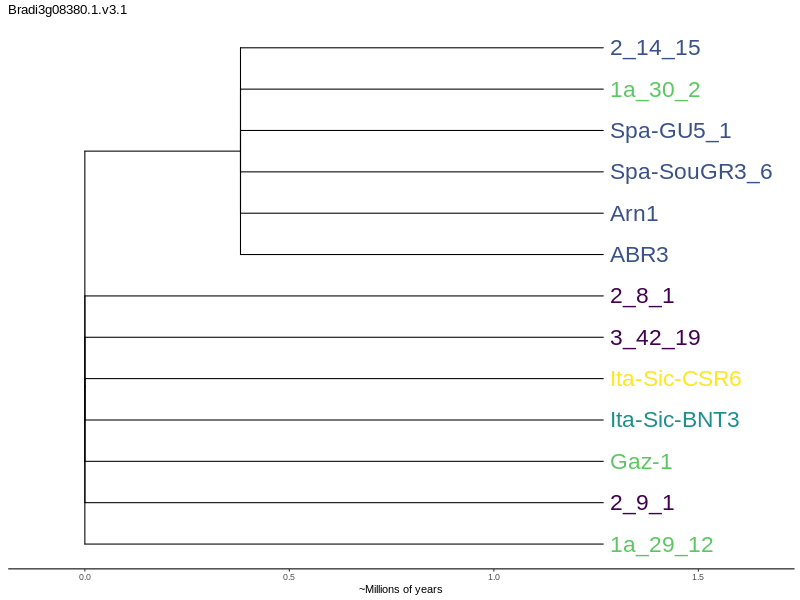 Bradi3g08380.1.v3.1
2_14_15
1a_30_2
Spa-GU5_1
Spa-SouGR3_6
Arn1
ABR3
2_8_1
3_42_19
Ita-Sic-CSR6
Ita-Sic-BNT3
Gaz-1
2_9_1
1a_29_12
0.0 0.5 1.0 1.5
~Millions of years